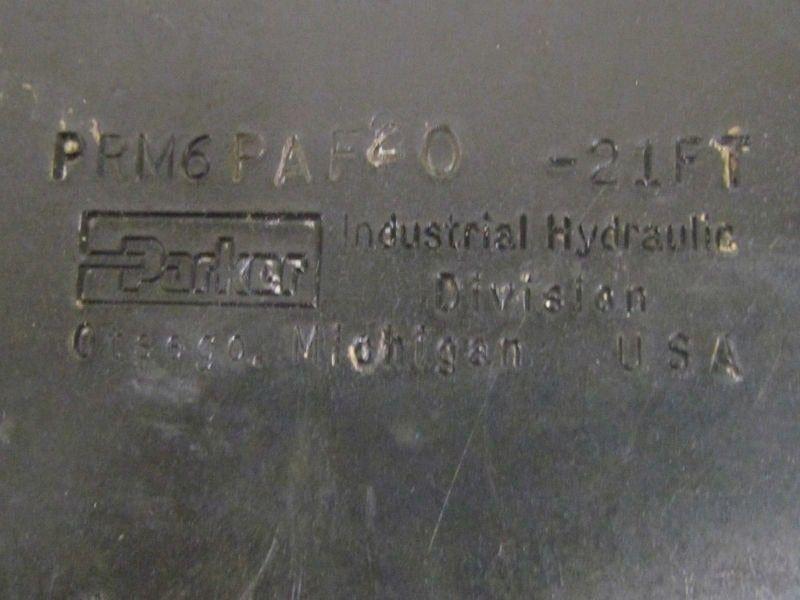 PRM6PAF20 -21FT
Parker Industrial Hydraulic
Division
Otsego, Michigan USA